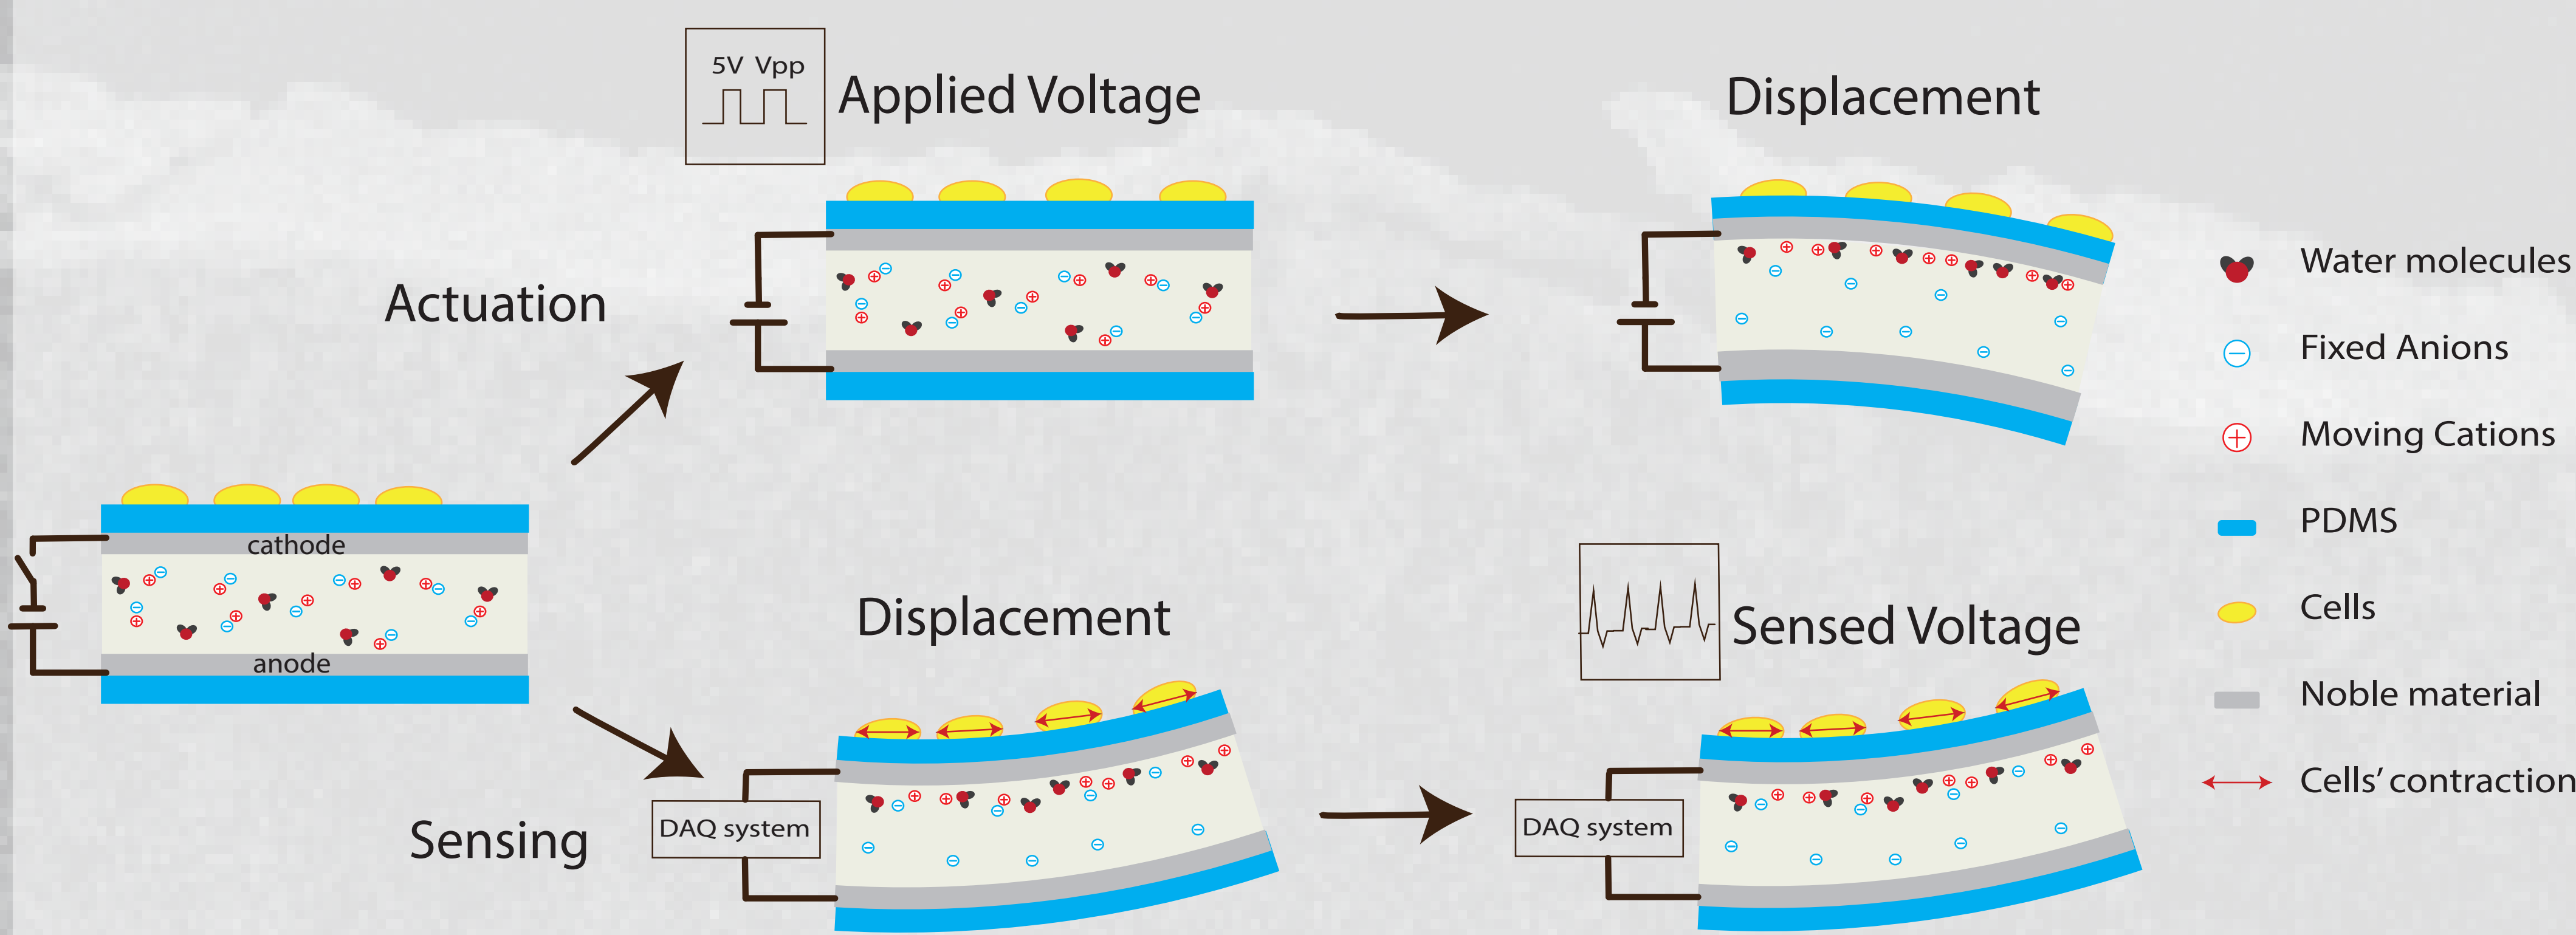 5V Vpp
Applied Voltage
Displacement
Actuation
cathode
anode
Displacement
Sensed Voltage
Sensing
DAQ system
DAQ system
Water molecules
Fixed Anions
Moving Cations
PDMS
Cells
Noble material
Cells’ contraction